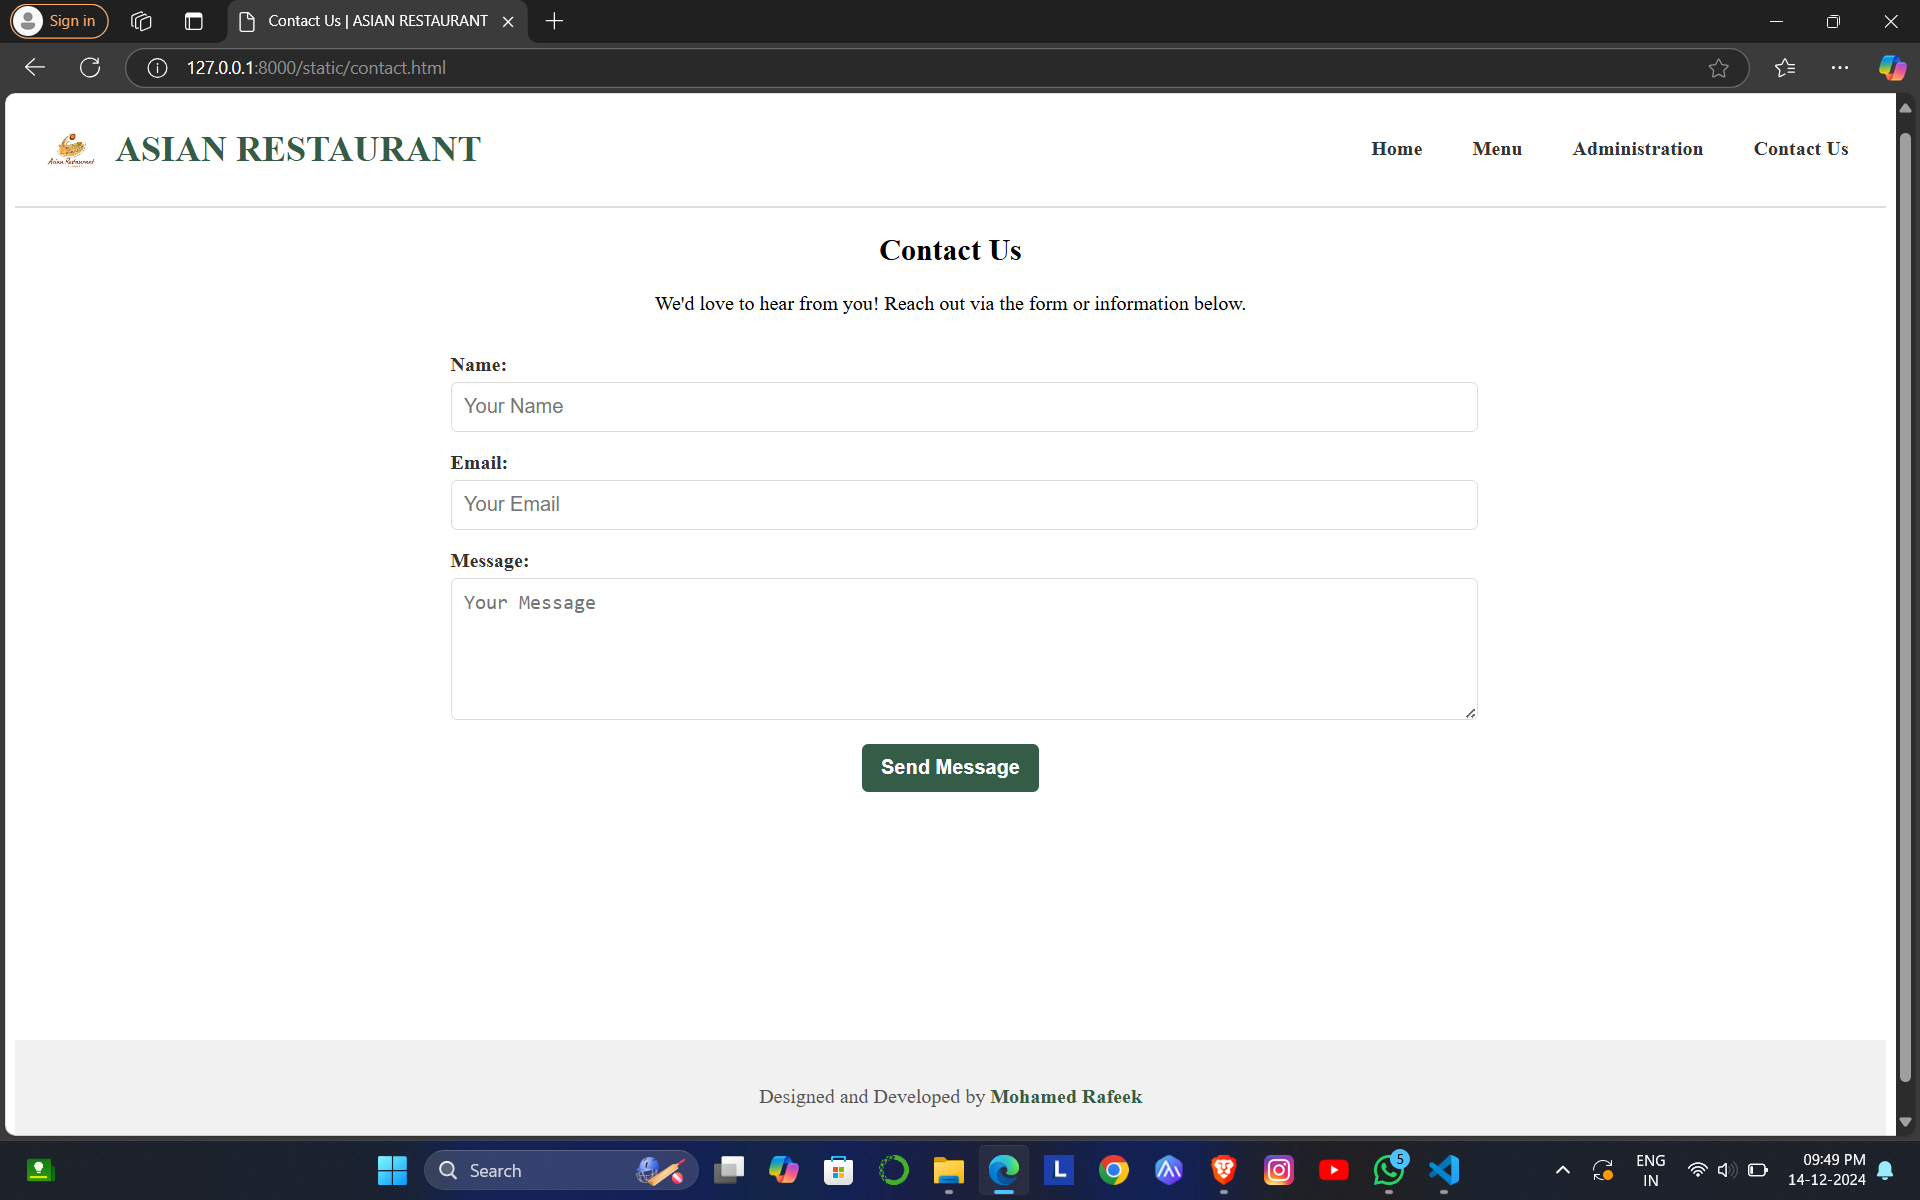 Sign in
Contact Us | ASIAN RESTAURANT
127.0.0.1:8000/static/contact.html
Asian Restaurant
ASIAN RESTAURANT
Home
Menu
Administration
Contact Us
Contact Us
We'd love to hear from you! Reach out via the form or information below.
Name:
Your Name
Email:
Your Email
Message:
Your Message
Send Message
Designed and Developed by Mohamed Rafeek
Search
L
5
ENG
IN
09:49 PM
14-12-2024